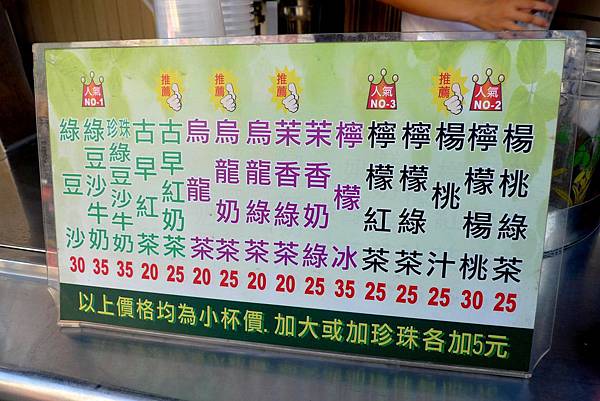 人氣
NO-1
推薦
推薦
推薦
人氣
NO-3
推薦
人氣
NO-2
綠豆沙
綠豆沙牛奶
珍珠綠豆沙牛奶
古早紅茶
古早紅奶茶
烏龍茶
烏龍奶茶
烏龍綠茶
茉香綠茶
茉香奶綠
檸檬冰
檸檬紅茶
檸檬綠茶
楊桃汁
檸檬楊桃
楊桃綠茶
30 35 35 20 25 20 25 20 20 25 35 25 25 25 30 25
以上價格均為小杯價.加大或加珍珠各加5元